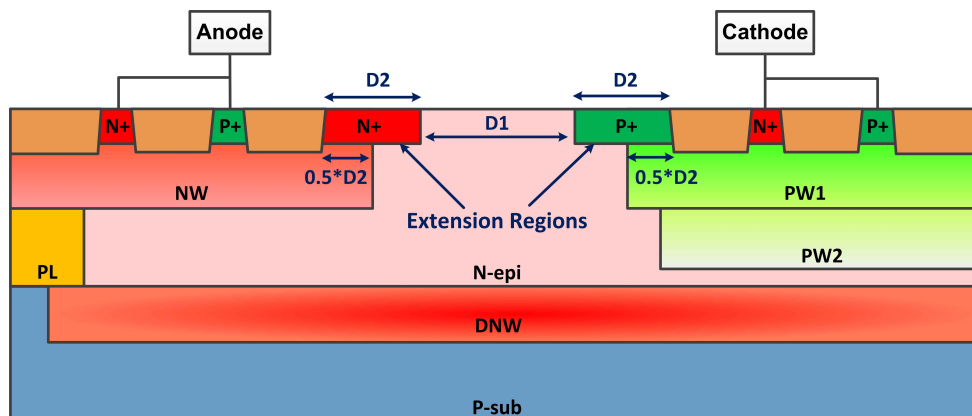 Anode
Cathode
D2
D2
N+
P+
N+
D1
P+
N+
P+
0.5*D2
0.5*D2
NW
Extension Regions
PW1
PW2
PL
N-epi
DNW
P-sub